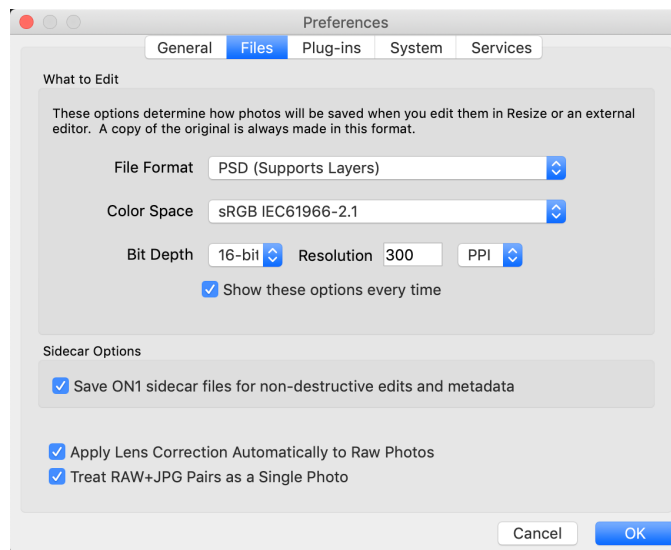 Preferences
General Files Plug-ins System Services
What to Edit
These options determine how photos will be saved when you edit them in Resize or an external
editor. A copy of the original is always made in this format.
File Format PSD (Supports Layers)
Color Space sRGB IEC61966-2.1
Bit Depth 16-bit Resolution 300 PPI
Show these options every time
Sidecar Options
Save ON1 sidecar files for non-destructive edits and metadata
Apply Lens Correction Automatically to Raw Photos
Treat RAW+JPG Pairs as a Single Photo
Cancel OK